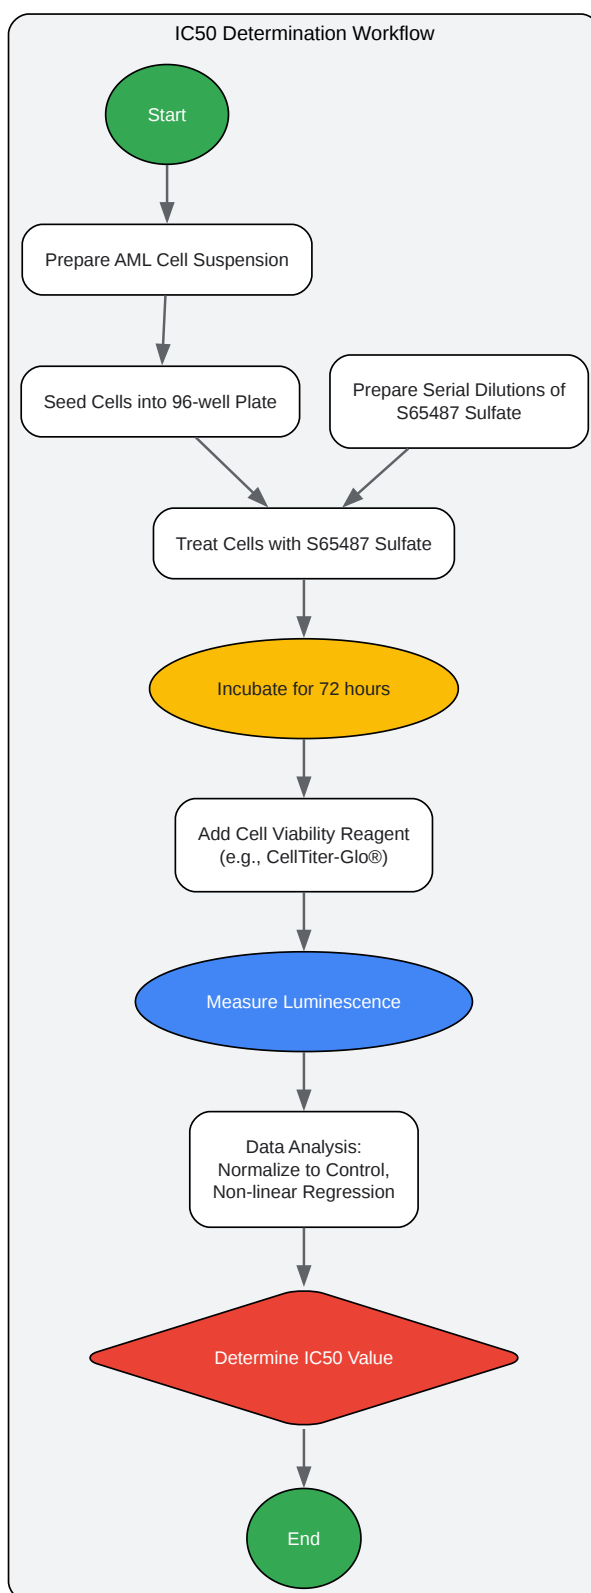 IC50 Determination Workflow
Start
Prepare AML Cell Suspension
Seed Cells into 96-well Plate
Prepare Serial Dilutions of
S65487 Sulfate
Treat Cells with S65487 Sulfate
Incubate for 72 hours
Add Cell Viability Reagent
(e.g., CellTiter-Glo®)
Measure Luminescence
Data Analysis:
Normalize to Control,
Non-linear Regression
Determine IC50 Value
End